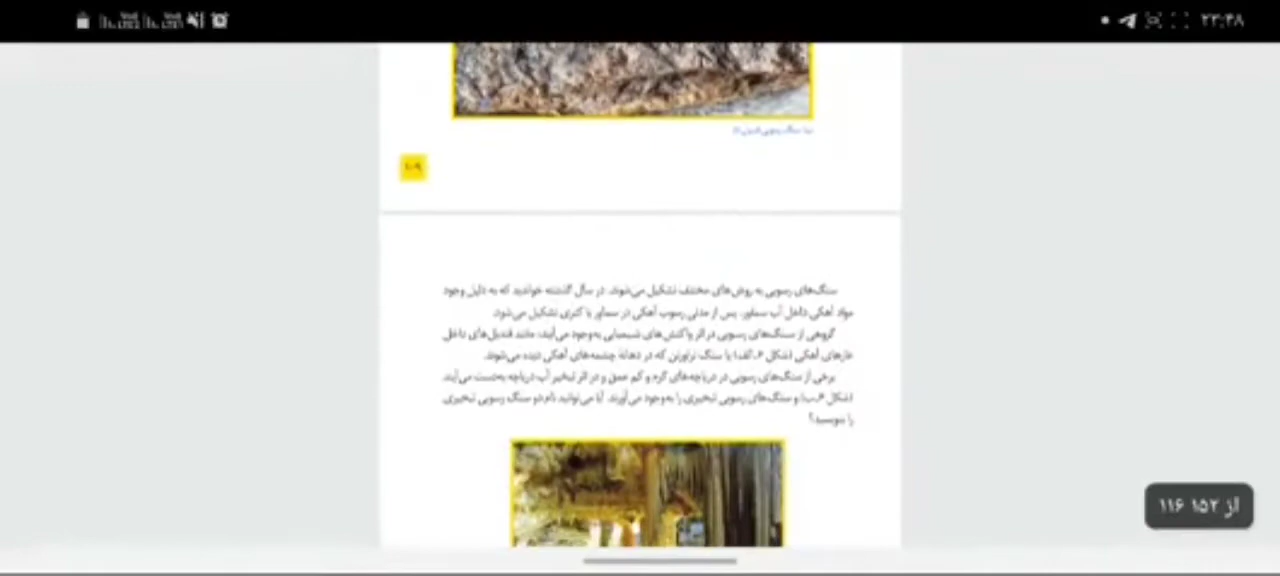 ۲۳:۴۸
۱۰۹
سنگ‌های رسوبی به روش‌های مختلف تشکیل می‌شوند. در سال گذشته خواندید که به دلیل وجود
مواد آهکی داخل آب سماور، پس از مدتی رسوب آهکی در سماور یا کتری تشکیل می‌شود.
گروهی از سنگ‌های رسوبی در اثر واکنش‌های شیمیایی به‌وجود می‌آیند؛ مانند قندیل‌های داخل
غارهای آهکی (شکل ۶ـ الف) یا سنگ تراورتن که در دهانهٔ چشمه‌های آهکی دیده می‌شوند.
برخی از سنگ‌های رسوبی در دریاچه‌های گرم و کم عمق و در اثر تبخیر آب دریاچه به‌دست می‌آیند
(شکل ۶ـ ب) و سنگ‌های رسوبی تبخیری را به‌وجود می‌آورند. آیا می‌توانید نام دو سنگ رسوبی تبخیری
را بنویسید؟
۱۱۶ از ۱۵۲